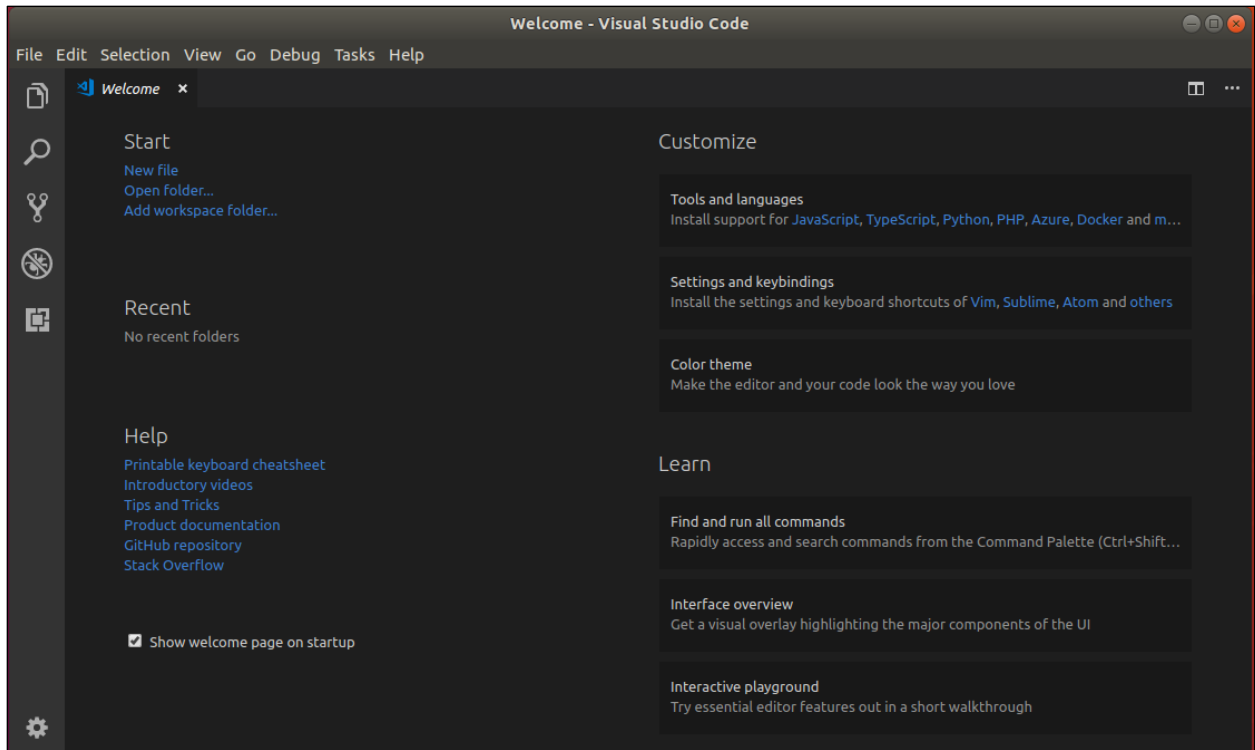 Welcome - Visual Studio Code
File Edit Selection View Go Debug Tasks Help
Welcome
Start
New file
Open folder...
Add workspace folder...
Recent
No recent folders
Help
Printable keyboard cheatsheet
Introductory videos
Tips and Tricks
Product documentation
GitHub repository
Stack Overflow
Show welcome page on startup
Customize
Tools and languages
Install support for JavaScript, TypeScript, Python, PHP, Azure, Docker and m...
Settings and keybindings
Install the settings and keyboard shortcuts of Vim, Sublime, Atom and others
Color theme
Make the editor and your code look the way you love
Learn
Find and run all commands
Rapidly access and search commands from the Command Palette (Ctrl+Shift...
Interface overview
Get a visual overlay highlighting the major components of the UI
Interactive playground
Try essential editor features out in a short walkthrough